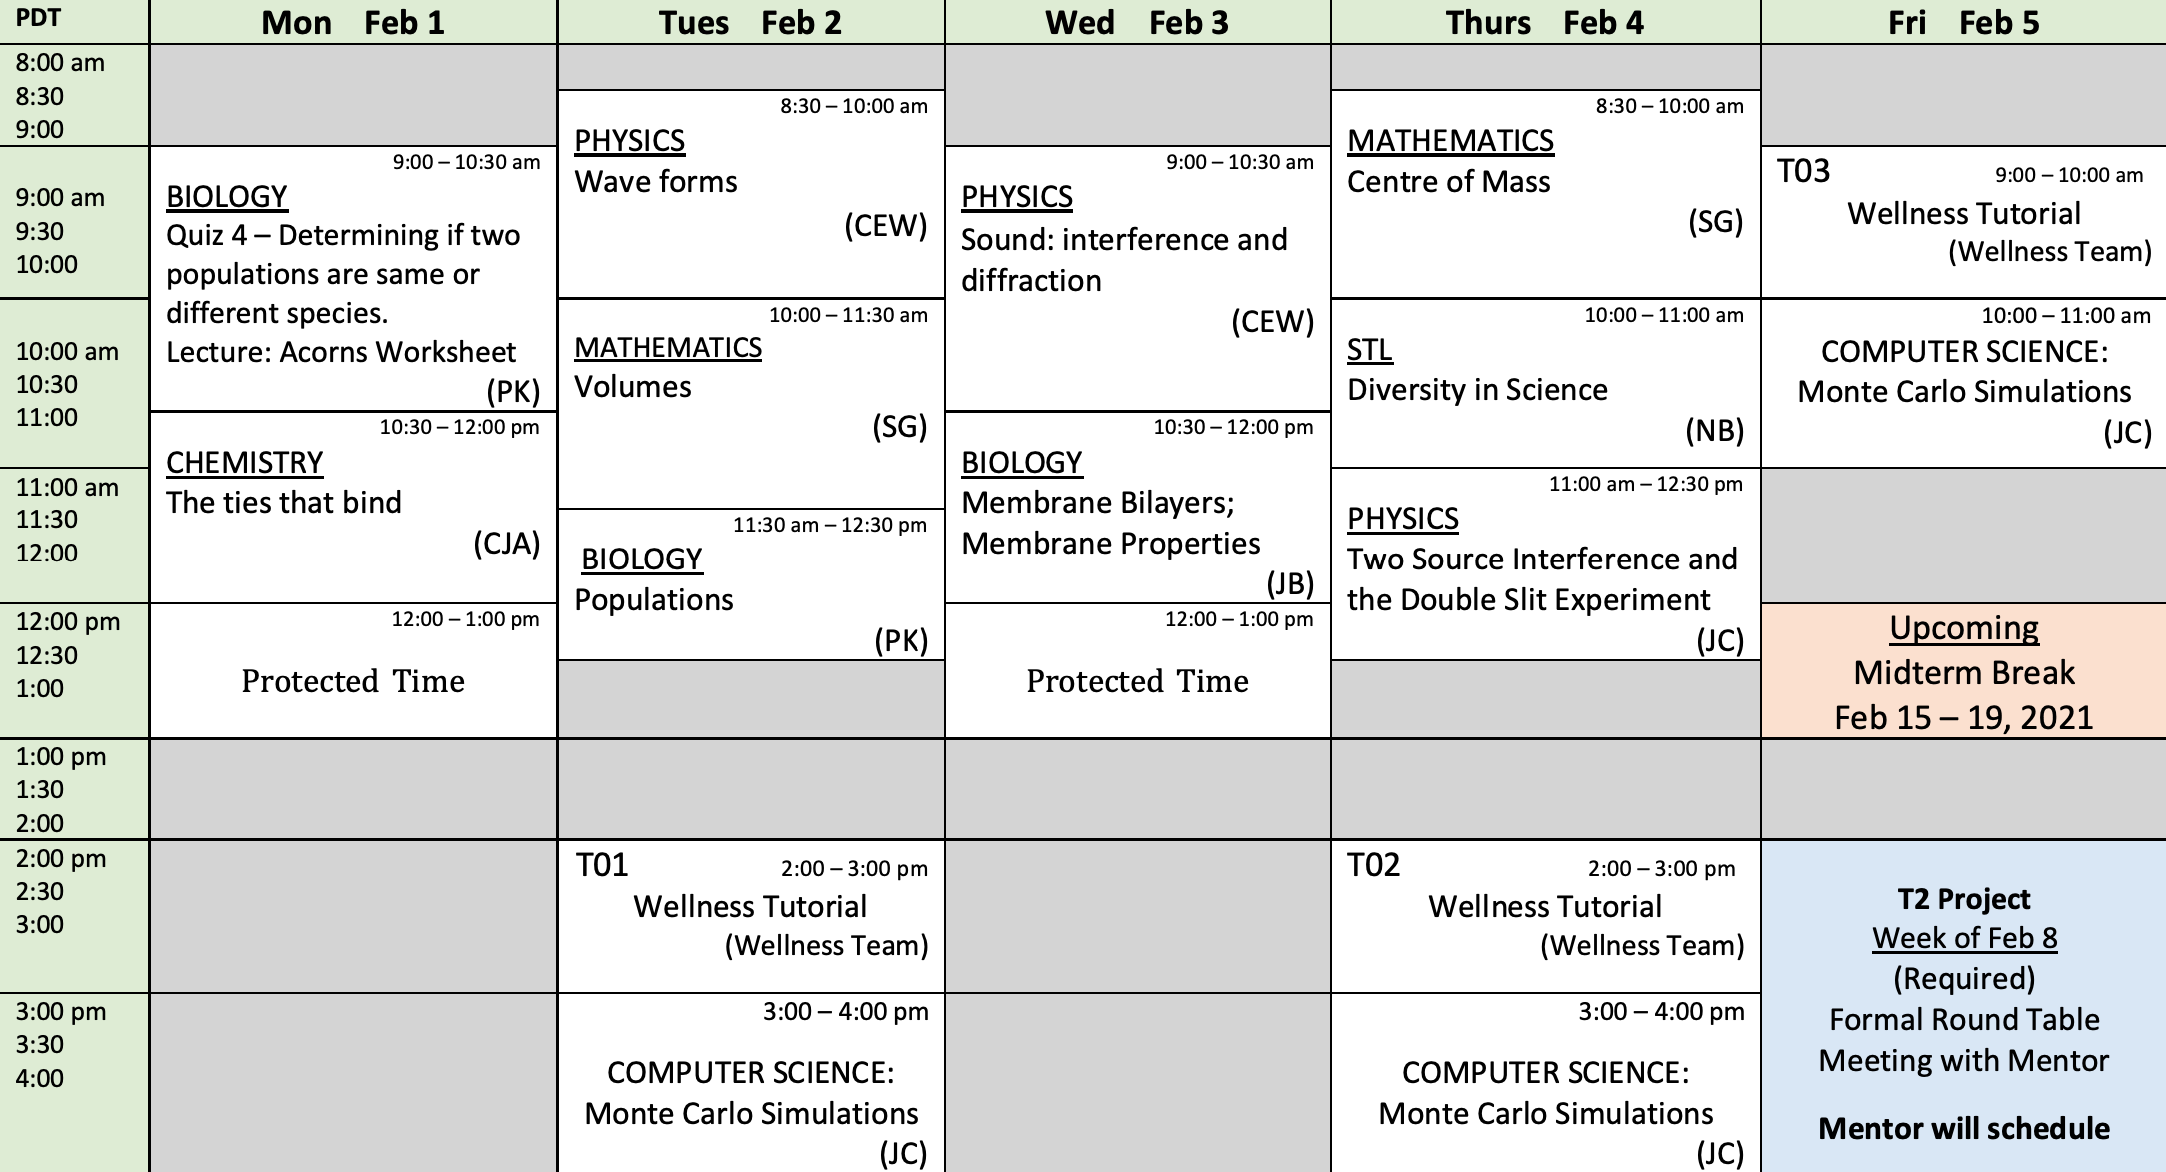 PDT
Mon Feb 1
Tues Feb 2
Wed Feb 3
Thurs Feb 4
Fri Feb 5
8:00 am
8:30
9:00
9:00 am
9:30
10:00
10:00 am
10:30
11:00
11:00 am
11:30
12:00
12:00 pm
12:30
1:00
1:00 pm
1:30
2:00
2:00 pm
2:30
3:00
3:00 pm
3:30
4:00
9:00 – 10:30 am
BIOLOGY
Quiz 4 – Determining if two
populations are same or
different species.
Lecture: Acorns Worksheet
(PK)
10:30 – 12:00 pm
CHEMISTRY
The ties that bind
(CJA)
12:00 – 1:00 pm
Protected Time
8:30 – 10:00 am
PHYSICS
Wave forms
(CEW)
10:00 – 11:30 am
MATHEMATICS
Volumes
(SG)
11:30 am – 12:30 pm
BIOLOGY
Populations
(PK)
T01 2:00 – 3:00 pm
Wellness Tutorial
(Wellness Team)
3:00 – 4:00 pm
COMPUTER SCIENCE:
Monte Carlo Simulations
(JC)
9:00 – 10:30 am
PHYSICS
Sound: interference and
diffraction
(CEW)
10:30 – 12:00 pm
BIOLOGY
Membrane Bilayers;
Membrane Properties
(JB)
12:00 – 1:00 pm
Protected Time
8:30 – 10:00 am
MATHEMATICS
Centre of Mass
(SG)
10:00 – 11:00 am
STL
Diversity in Science
(NB)
11:00 am – 12:30 pm
PHYSICS
Two Source Interference and
the Double Slit Experiment
(JC)
T02 2:00 – 3:00 pm
Wellness Tutorial
(Wellness Team)
3:00 – 4:00 pm
COMPUTER SCIENCE:
Monte Carlo Simulations
(JC)
T03 9:00 – 10:00 am
Wellness Tutorial
(Wellness Team)
10:00 – 11:00 am
COMPUTER SCIENCE:
Monte Carlo Simulations
(JC)
Upcoming
Midterm Break
Feb 15 – 19, 2021
T2 Project
Week of Feb 8
(Required)
Formal Round Table
Meeting with Mentor
Mentor will schedule